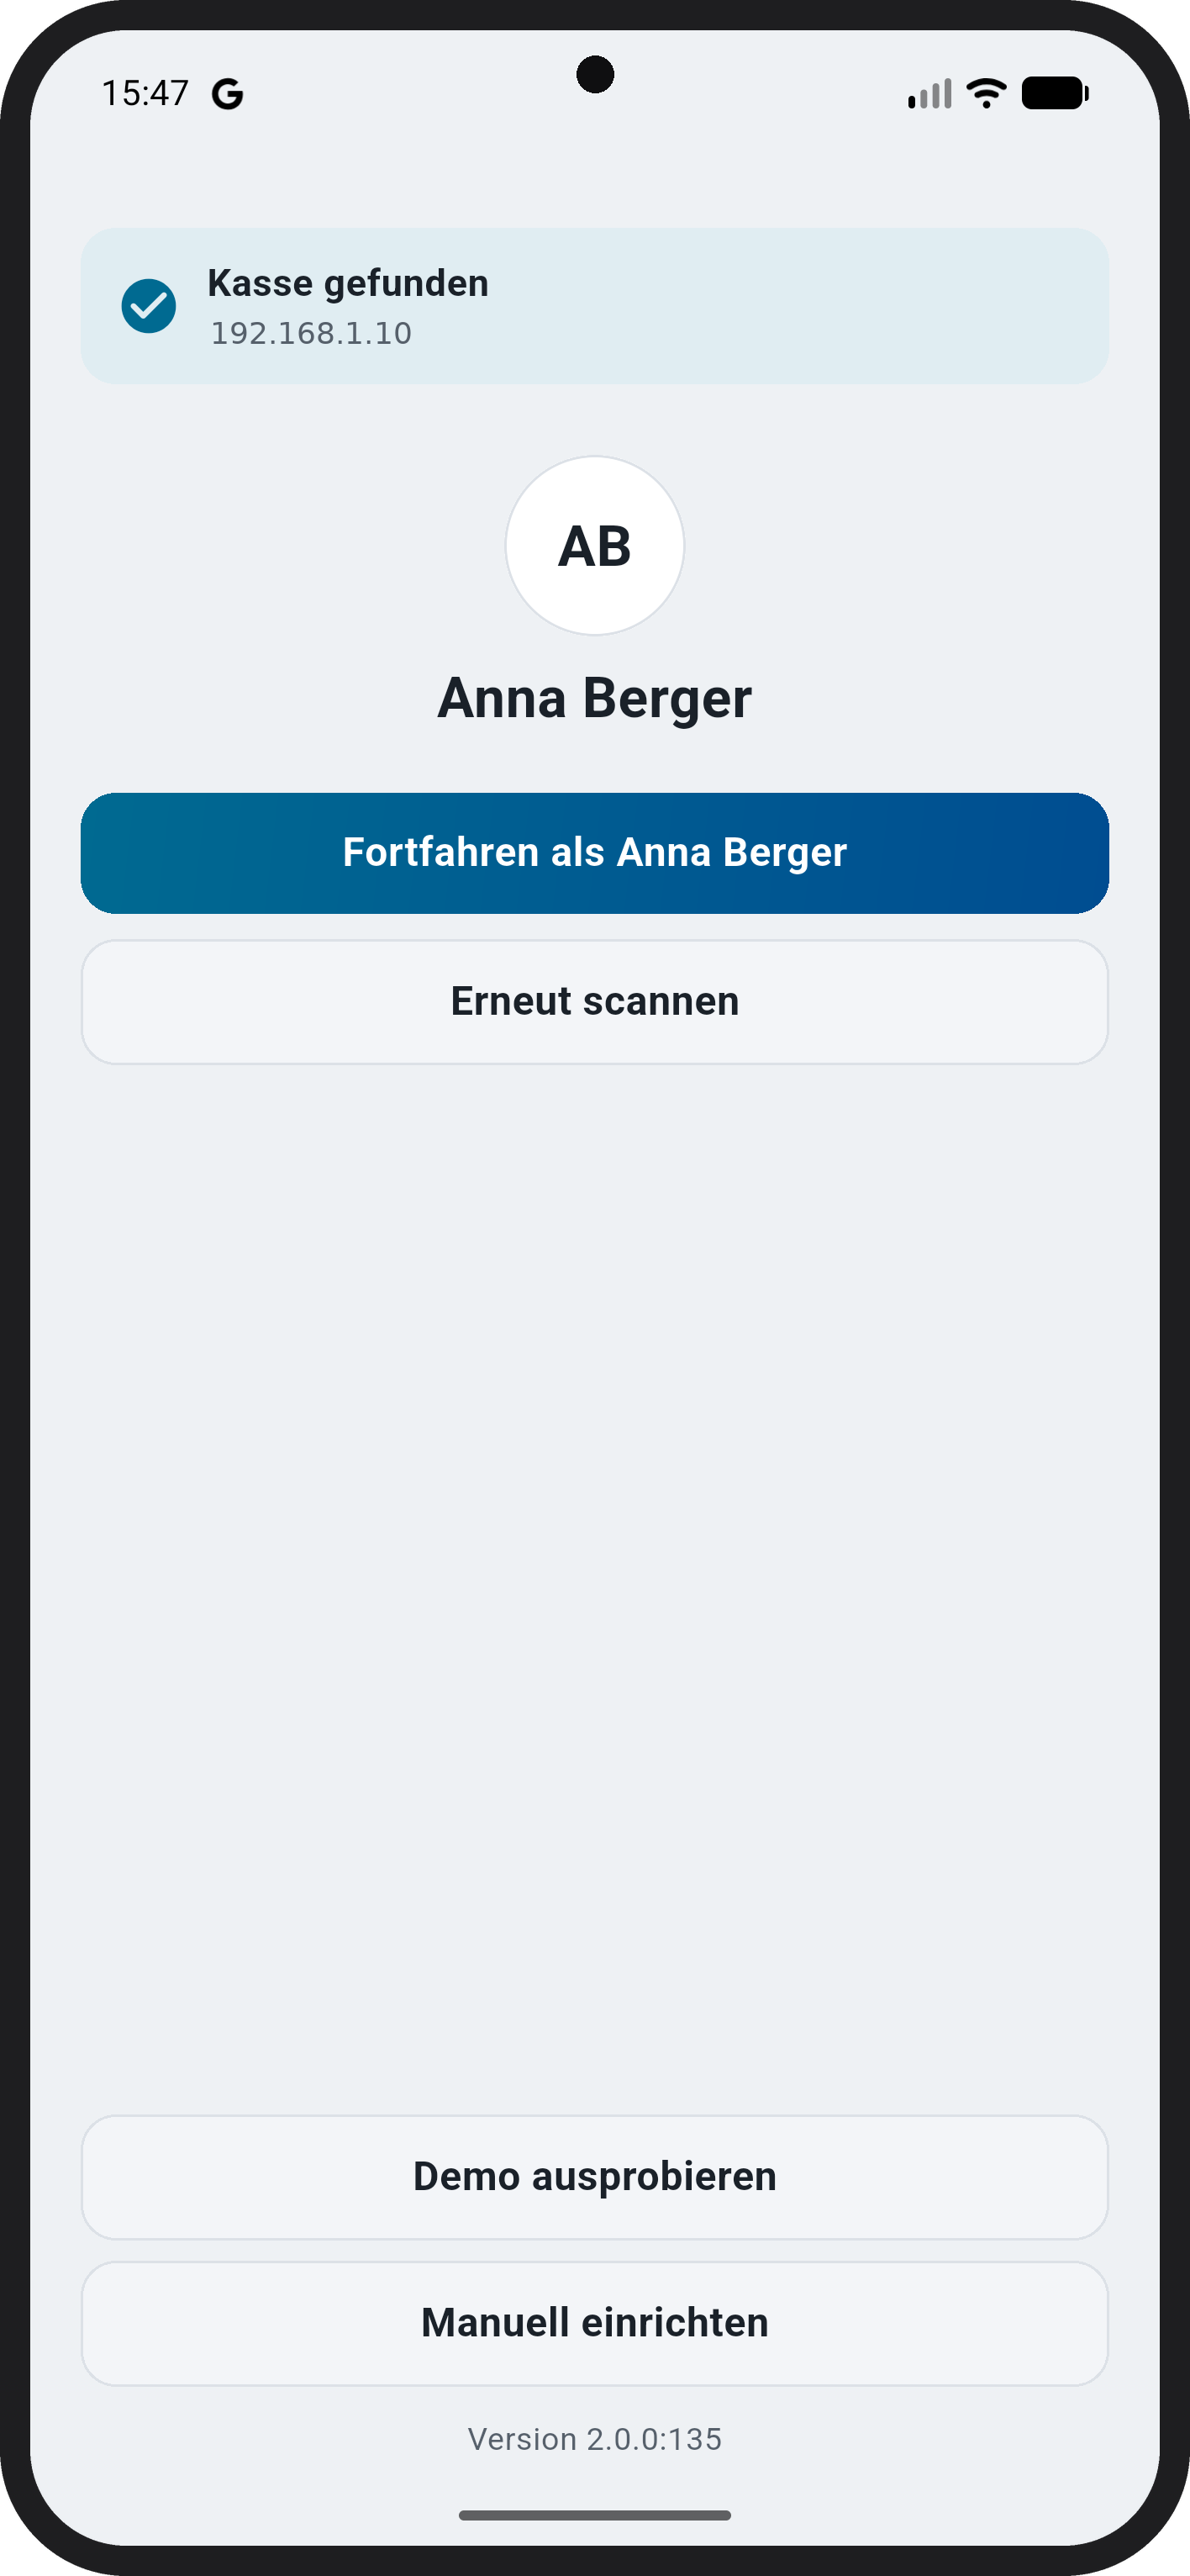 15:47 G
Kasse gefunden
192.168.1.10
AB
Anna Berger
Fortfahren als Anna Berger
Erneut scannen
Demo ausprobieren
Manuell einrichten
Version 2.0.0:135